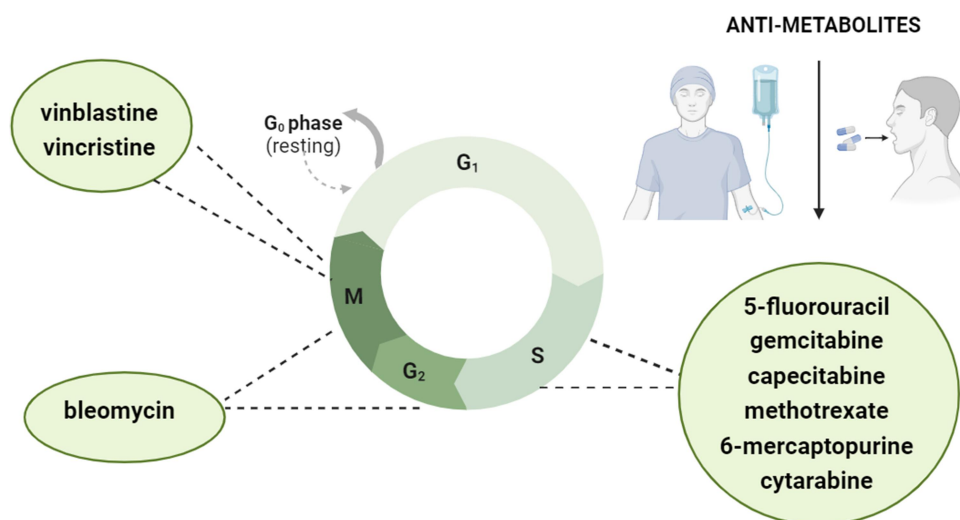 ANTI-METABOLITES
vinblastine
vincristine
G₀ phase
(resting)
G₁
M
S
G₂
bleomycin
5-fluorouracil
gemcitabine
capecitabine
methotrexate
6-mercaptopurine
cytarabine